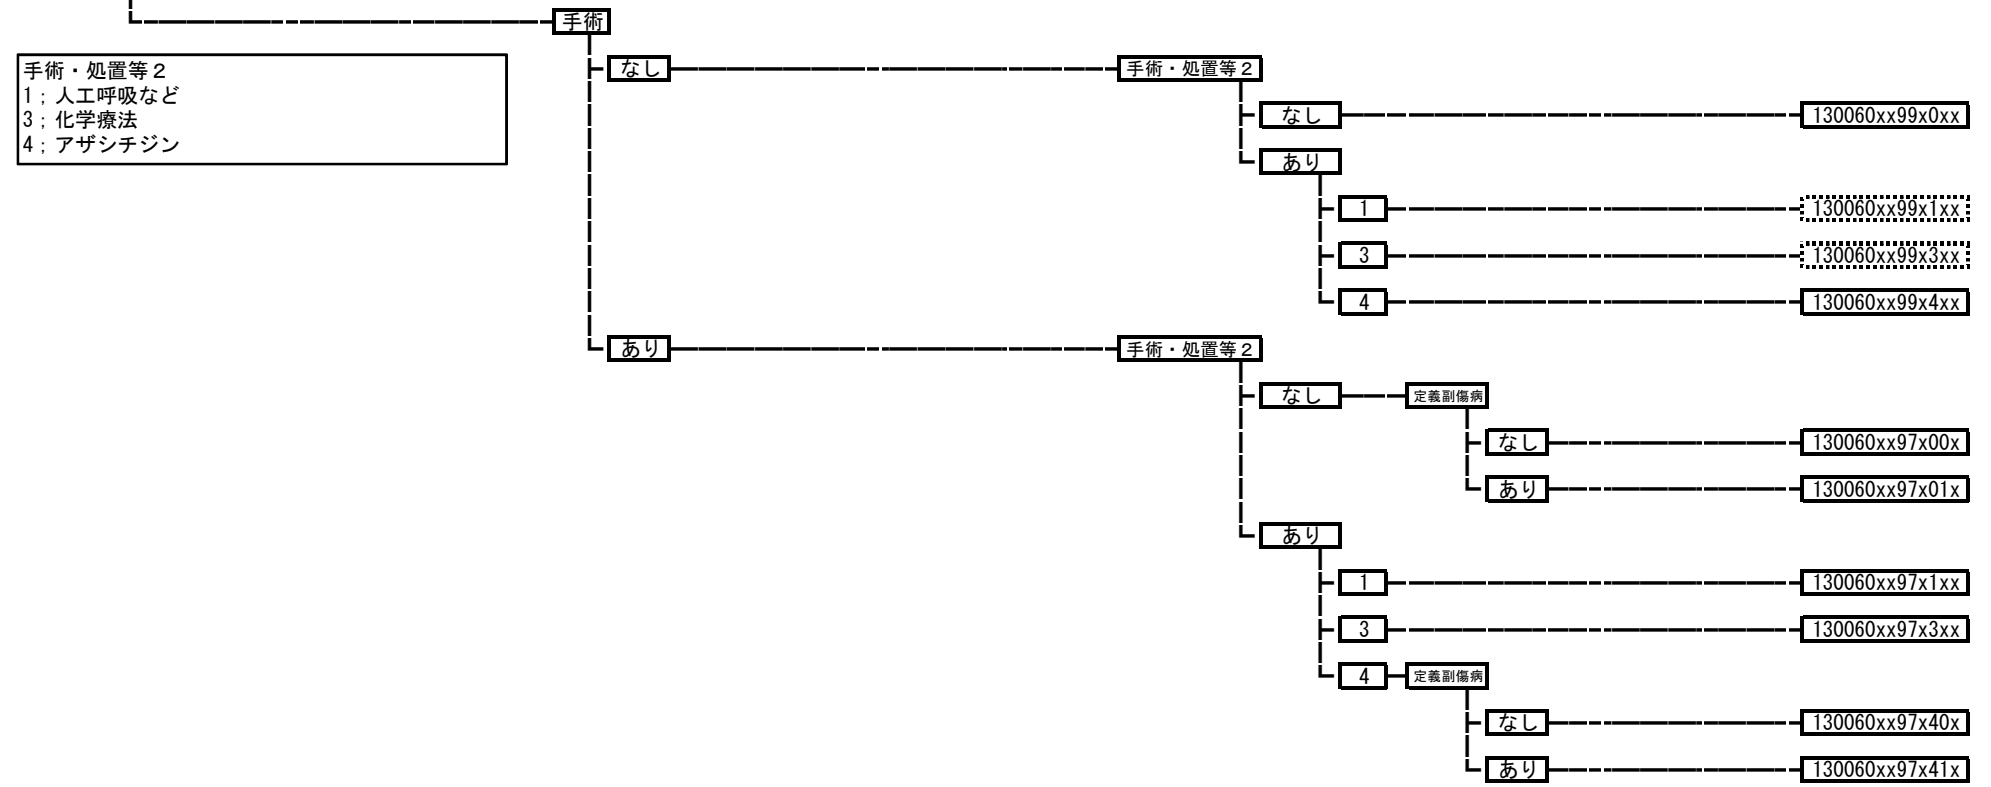 手術
手術・処置等２
1；人工呼吸など
3；化学療法
4；アザシチジン
なし
手術・処置等２
なし
130060xx99x0xx
あり
1
130060xx99x1xx
3
130060xx99x3xx
4
130060xx99x4xx
あり
手術・処置等２
なし
定義副傷病
なし
130060xx97x00x
あり
130060xx97x01x
あり
1
130060xx97x1xx
3
130060xx97x3xx
4
定義副傷病
なし
130060xx97x40x
あり
130060xx97x41x